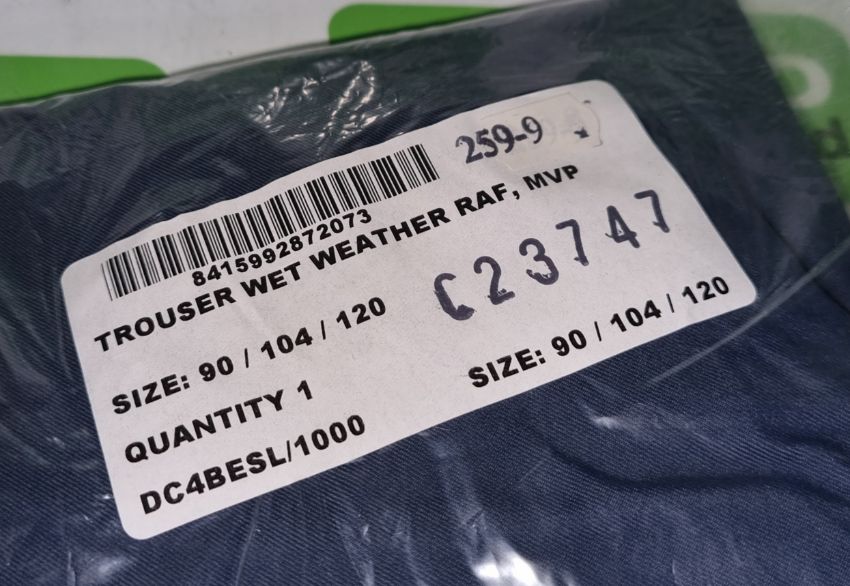 259-9
8415992872073
TROUSER WET WEATHER RAF, MVP
C23747
SIZE: 90 / 104 / 120
SIZE: 90 / 104 / 120
QUANTITY 1
DC4BESL/1000